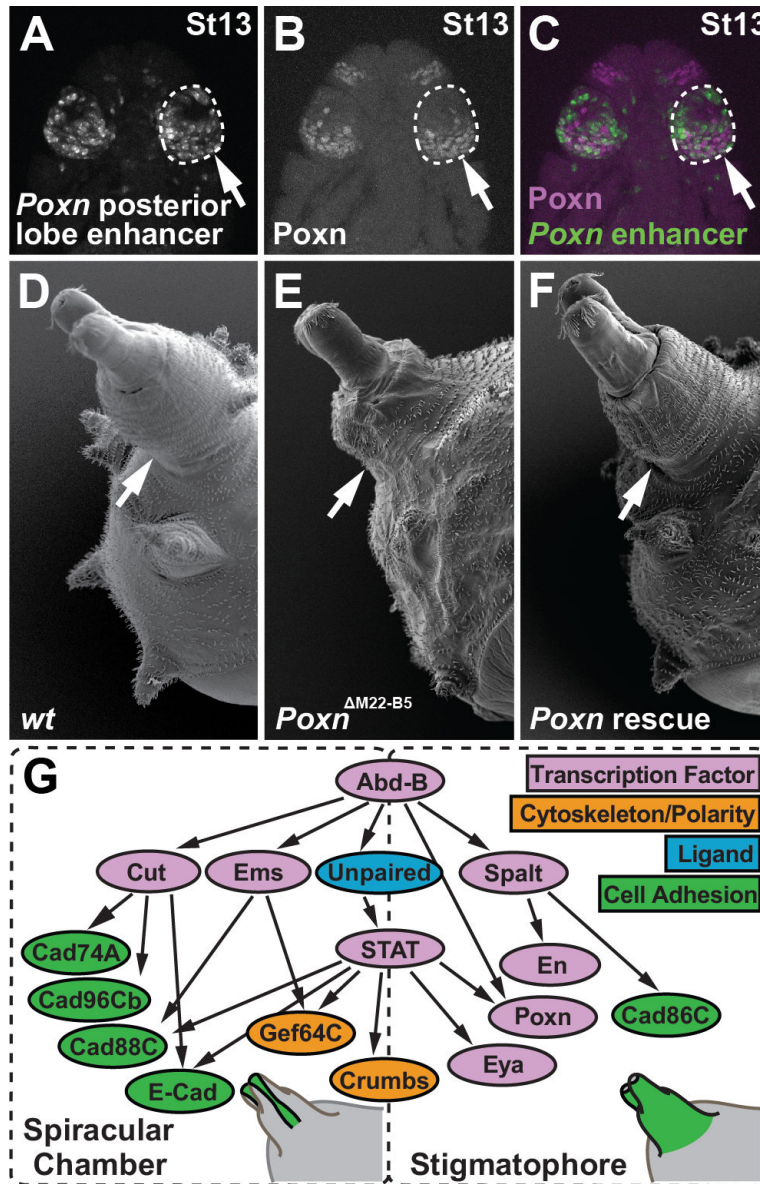 A
St13
Poxn posterior
lobe enhancer
B
St13
Poxn
C
St13
Poxn
Poxn enhancer
D
wt
E
Poxn ΔM22-B5
F
Poxn rescue
G
Abd-B
Transcription Factor
Cytoskeleton/Polarity
Ligand
Cell Adhesion
Cut
Ems
Unpaired
Spalt
Cad74A
STAT
En
Cad96Cb
Poxn
Cad86C
Cad88C
Gef64C
Eya
E-Cad
Crumbs
Spiracular
Chamber
Stigmatophore